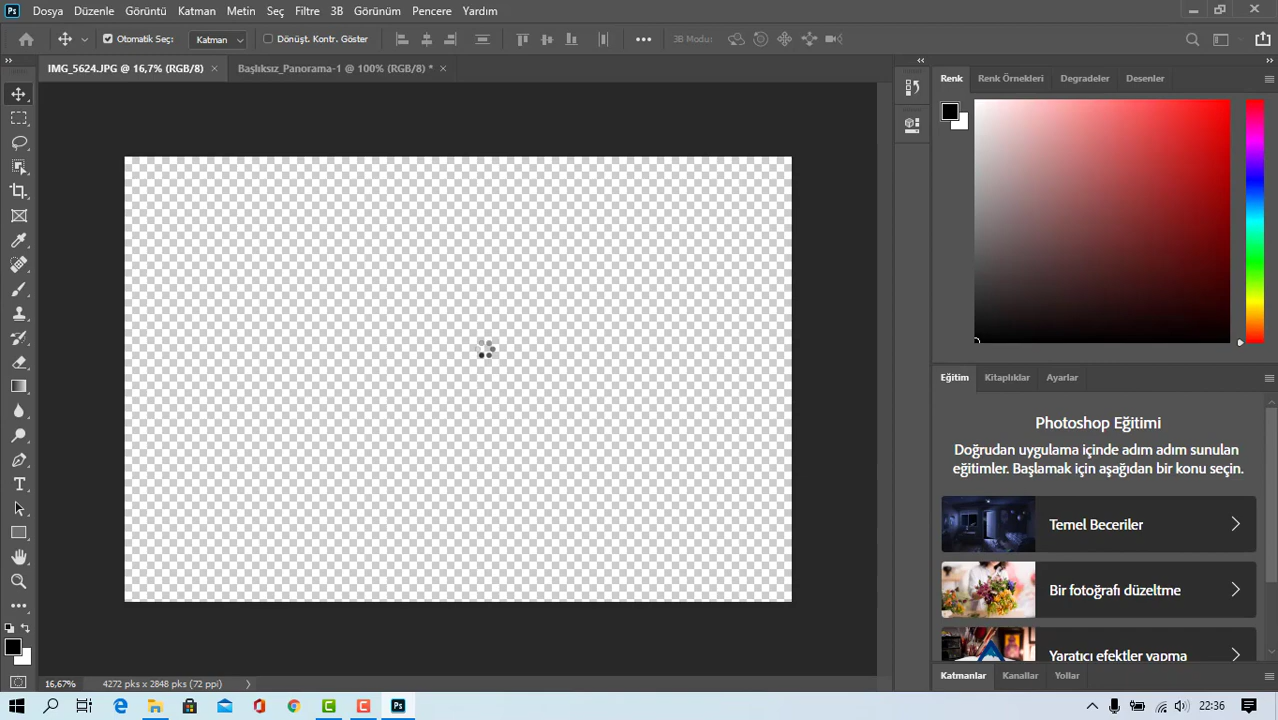 Ps Dosya Düzenle Görüntü Katman Metin Seç Filtre 3B Görünüm Pencere Yardım
Otomatik Seç: Katman Dönüşt. Kontr. Göster 3B Modu:
IMG_5624.JPG @ 16,7% (RGB/8) Başlıksız_Panorama-1 @ 100% (RGB/8) *
Renk Renk Örnekleri Degradeler Desenler
Eğitim Kitaplıklar Ayarlar
Photoshop Eğitimi
Doğrudan uygulama içinde adım adım sunulan
eğitimler. Başlamak için aşağıdan bir konu seçin.
Temel Beceriler
Bir fotoğrafı düzeltme
Yaratıcı efektler yapma
Katmanlar Kanallar Yollar
16,67% 4272 pks x 2848 pks (72 ppi)
Ps 22:36